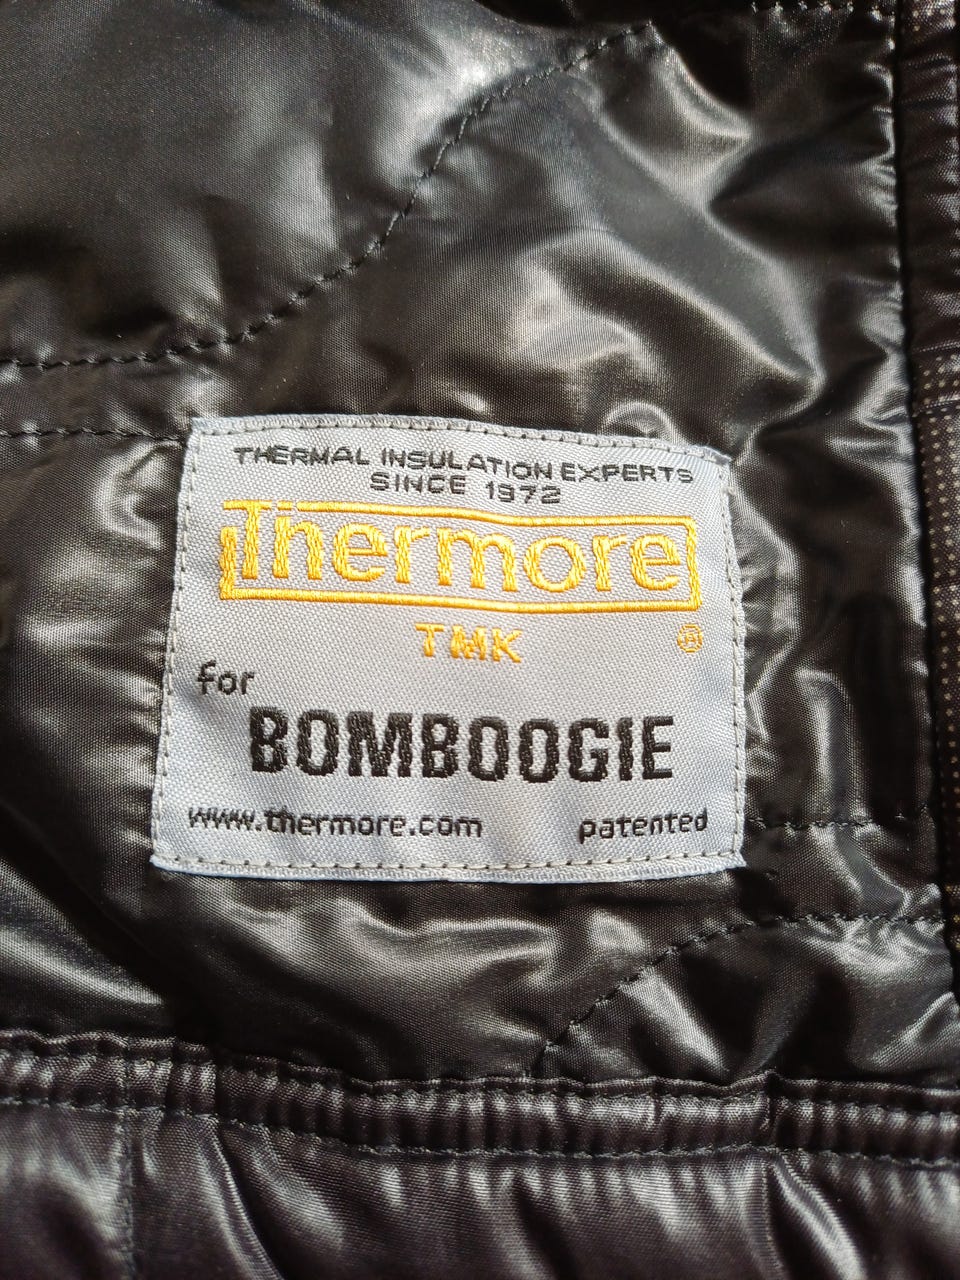 THERMAL INSULATION EXPERTS
SINCE 1972
Thermore
TMK ®
for
BOMBOOGIE
www.thermore.com patented